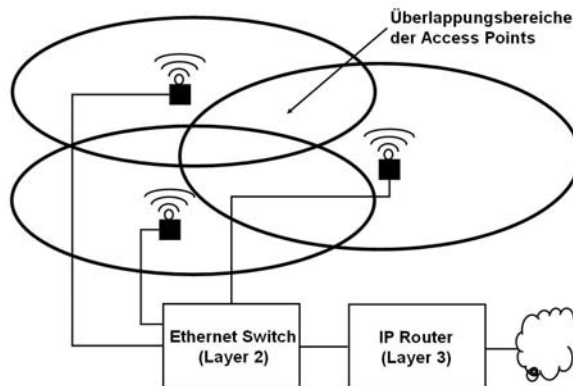 Überlappungsbereiche
der Access Points
Ethernet Switch
(Layer 2)
IP Router
(Layer 3)